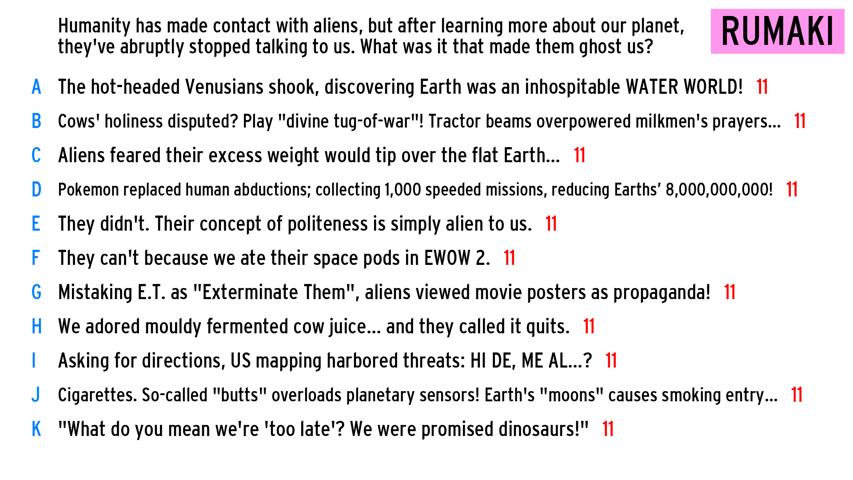 Humanity has made contact with aliens, but after learning more about our planet,
they've abruptly stopped talking to us. What was it that made them ghost us?
RUMAKI
A The hot-headed Venusians shook, discovering Earth was an inhospitable WATER WORLD! 11
B Cows' holiness disputed? Play "divine tug-of-war"! Tractor beams overpowered milkmen's prayers... 11
C Aliens feared their excess weight would tip over the flat Earth... 11
D Pokemon replaced human abductions; collecting 1,000 speeded missions, reducing Earths' 8,000,000,000! 11
E They didn't. Their concept of politeness is simply alien to us. 11
F They can't because we ate their space pods in EWOW 2. 11
G Mistaking E.T. as "Exterminate Them", aliens viewed movie posters as propaganda! 11
H We adored mouldy fermented cow juice... and they called it quits. 11
I Asking for directions, US mapping harbored threats: HI DE, ME AL...? 11
J Cigarettes. So-called "butts" overloads planetary sensors! Earth's "moons" causes smoking entry... 11
K "What do you mean we're 'too late'? We were promised dinosaurs!" 11